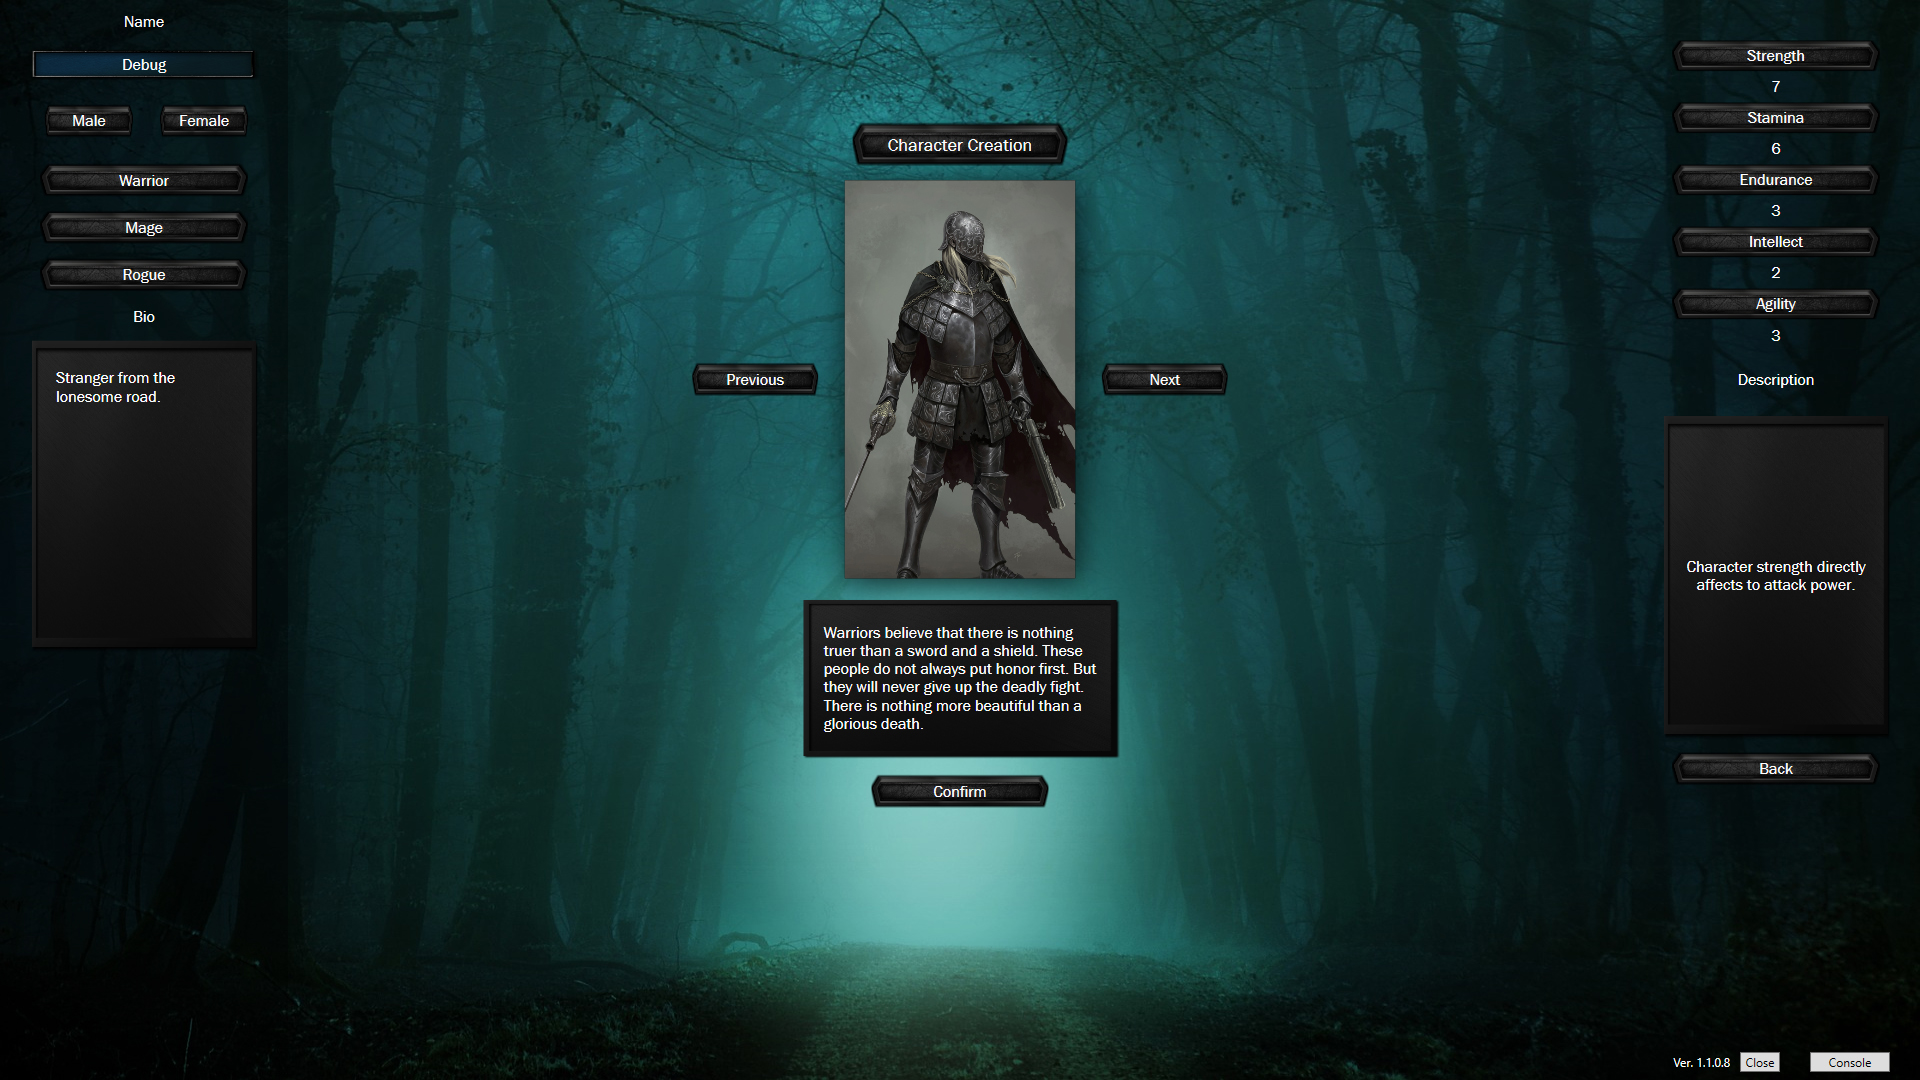 Name
Debug
Male
Female
Warrior
Mage
Rogue
Bio
Stranger from the
lonesome road.
Character Creation
Previous
Next
Warriors believe that there is nothing
truer than a sword and a shield. These
people do not always put honor first. But
they will never give up the deadly fight.
There is nothing more beautiful than a
glorious death.
Confirm
Strength
7
Stamina
6
Endurance
3
Intellect
2
Agility
3
Description
Character strength directly
affects to attack power.
Back
Ver. 1.1.0.8
Close
Console